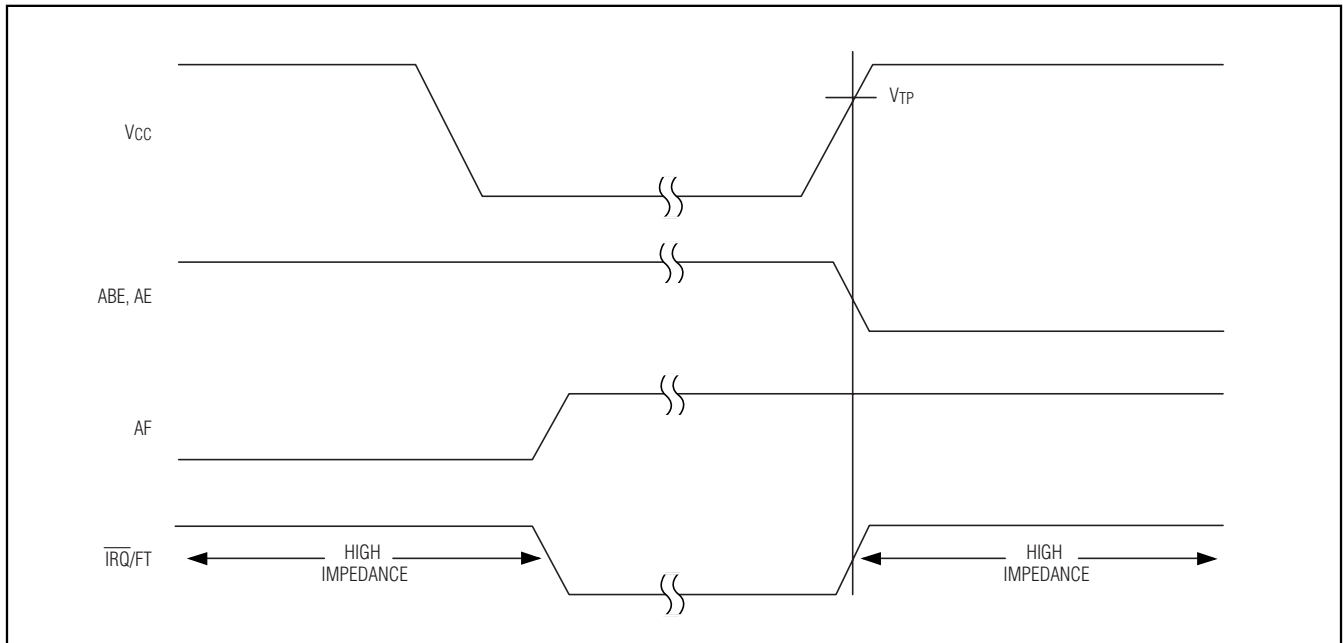 VCC
VTP
ABE, AE
AF
IRQ/FT
HIGH
IMPEDANCE
HIGH
IMPEDANCE